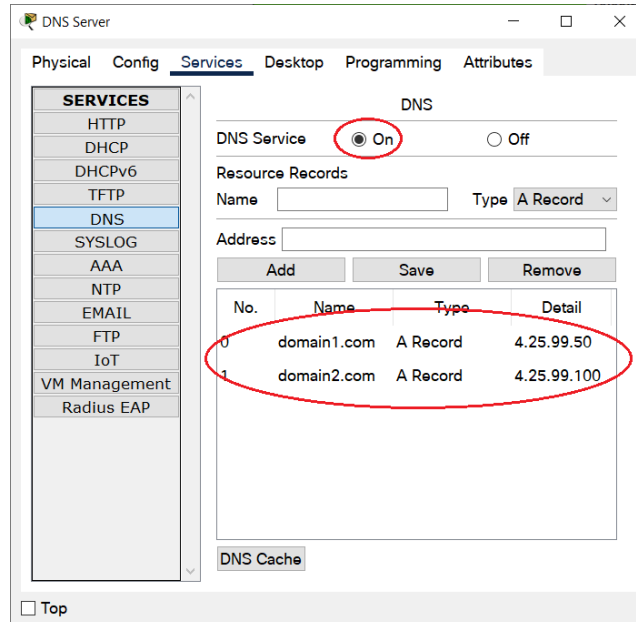 DNS Server
Physical Config Services Desktop Programming Attributes
SERVICES
HTTP
DHCP
DHCPv6
TFTP
DNS
SYSLOG
AAA
NTP
EMAIL
FTP
IoT
VM Management
Radius EAP
DNS
DNS Service On Off
Resource Records
Name Type A Record
Address
Add Save Remove
No. Name Type Detail
0 domain1.com A Record 4.25.99.50
1 domain2.com A Record 4.25.99.100
DNS Cache
Top